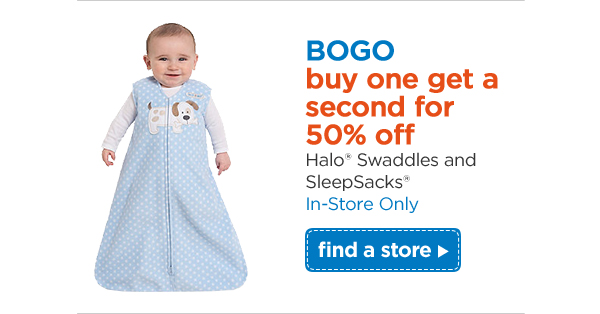 BOGO
buy one get a
second for
50% off
Halo® Swaddles and
SleepSacks®
In-Store Only
find a store